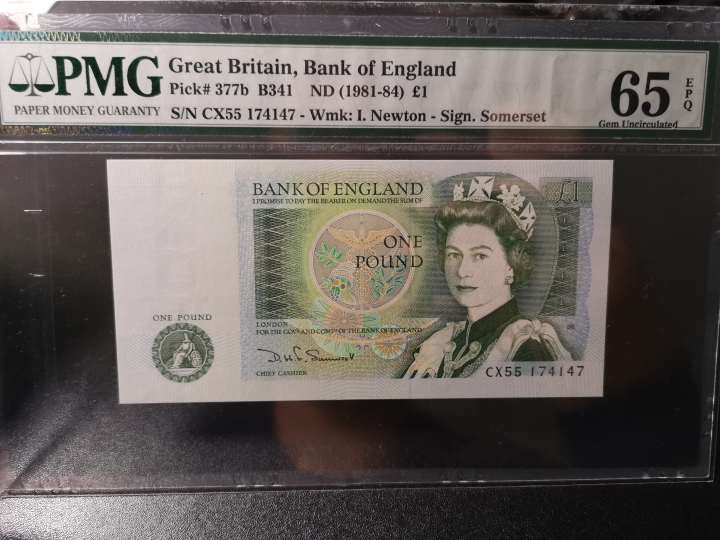 PMG
PAPER MONEY GUARANTY
Great Britain, Bank of England
Pick# 377b B341 ND (1981-84) £1
S/N CX55 174147 - Wmk: I. Newton - Sign. Somerset
65 EPQ
Gem Uncirculated
BANK OF ENGLAND
£1
I PROMISE TO PAY THE BEARER ON DEMAND THE SUM OF
ONE
POUND
ONE POUND
LONDON
FOR THE GOVR AND COMPA OF THE BANK OF ENGLAND
D.H.F. Somerset
CHIEF CASHIER
CX55 174147